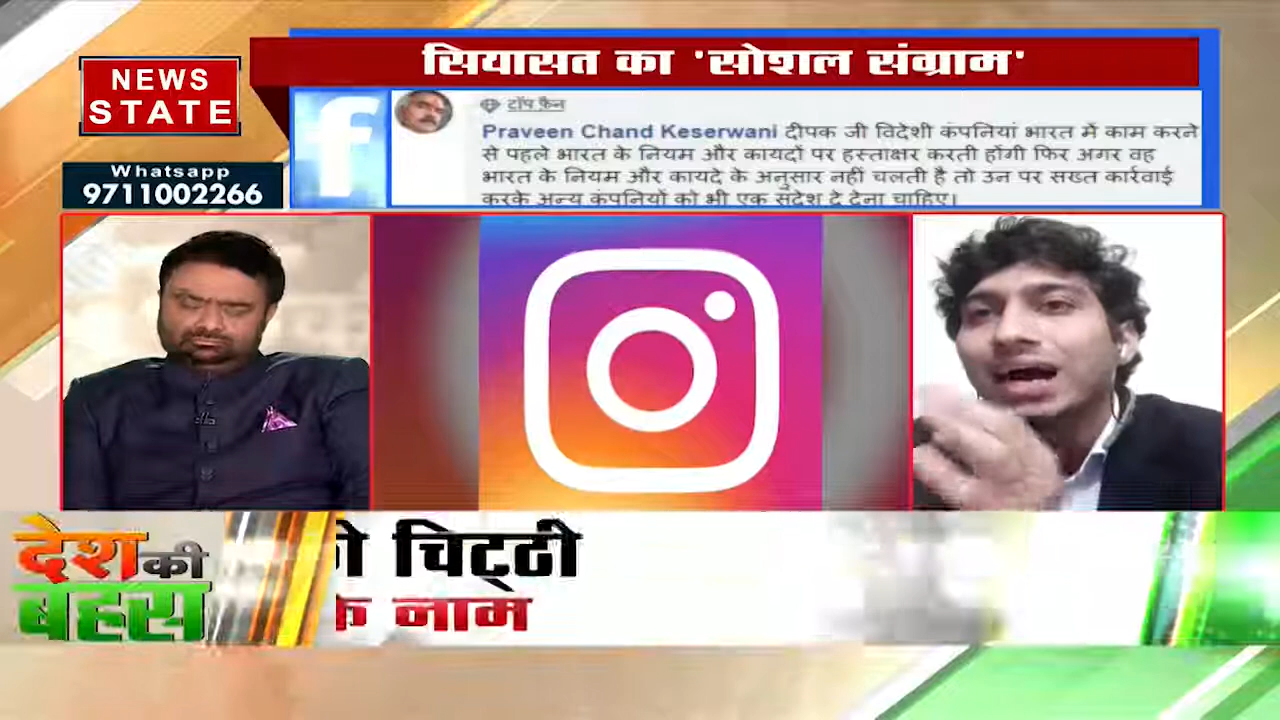 सियासत का 'सोशल संग्राम'
NEWS
STATE
टॉप फ़ैन
Praveen Chand Keserwani दीपक जी विदेशी कंपनियां भारत में काम करने
से पहले भारत के नियम और कायदों पर हस्ताक्षर करती होंगी फिर अगर वह
भारत के नियम और कायदे के अनुसार नहीं चलती है तो उन पर सख्त कार्रवाई
करके अन्य कंपनियों को भी एक संदेश दे देना चाहिए।
Whatsapp
9711002266
चिट्ठी
नाम
देश की
बहस